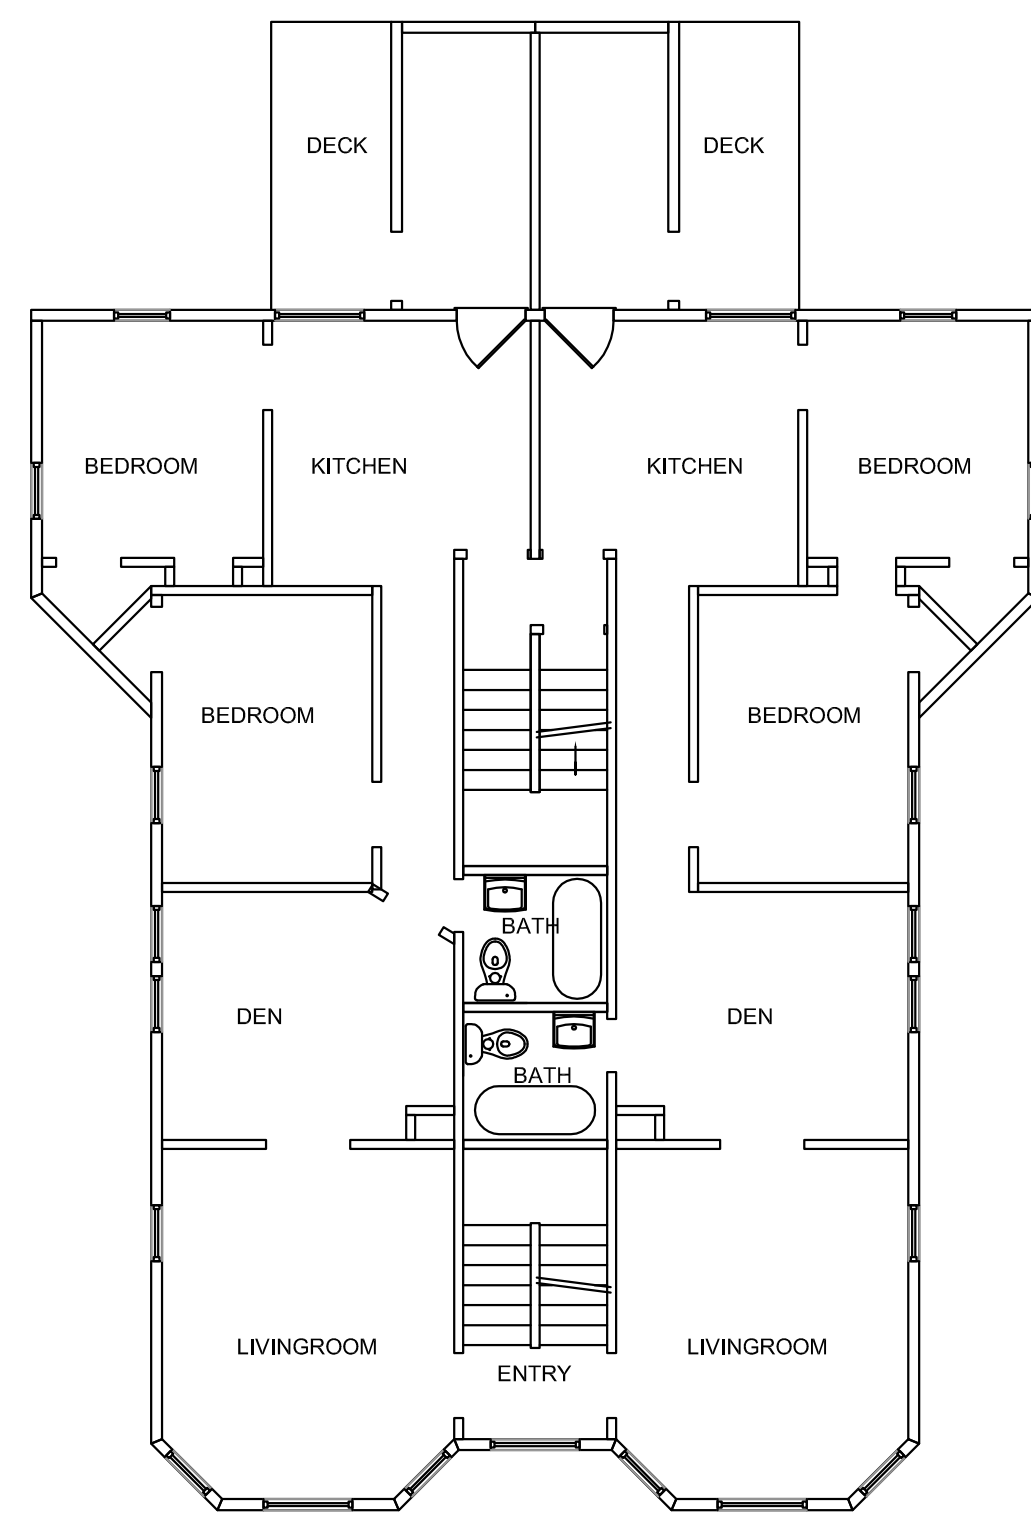 DECK
DECK
BEDROOM
KITCHEN
KITCHEN
BEDROOM
BEDROOM
BEDROOM
BATH
DEN
DEN
BATH
LIVINGROOM
LIVINGROOM
ENTRY